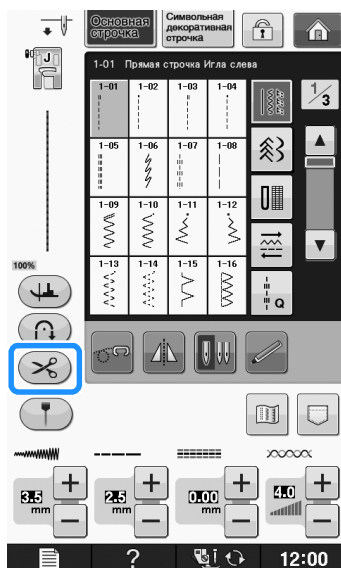 Основная строчка
Символьная декоративная строчка
J
1-01 Прямая строчка Игла слева
1/3
1-01 1-02 1-03 1-04
1-05 1-06 1-07 1-08
1-09 1-10 1-11 1-12
1-13 1-14 1-15 1-16
Q
100%
3.5 mm
2.5 mm
0.00 mm
4.0
?
12:00